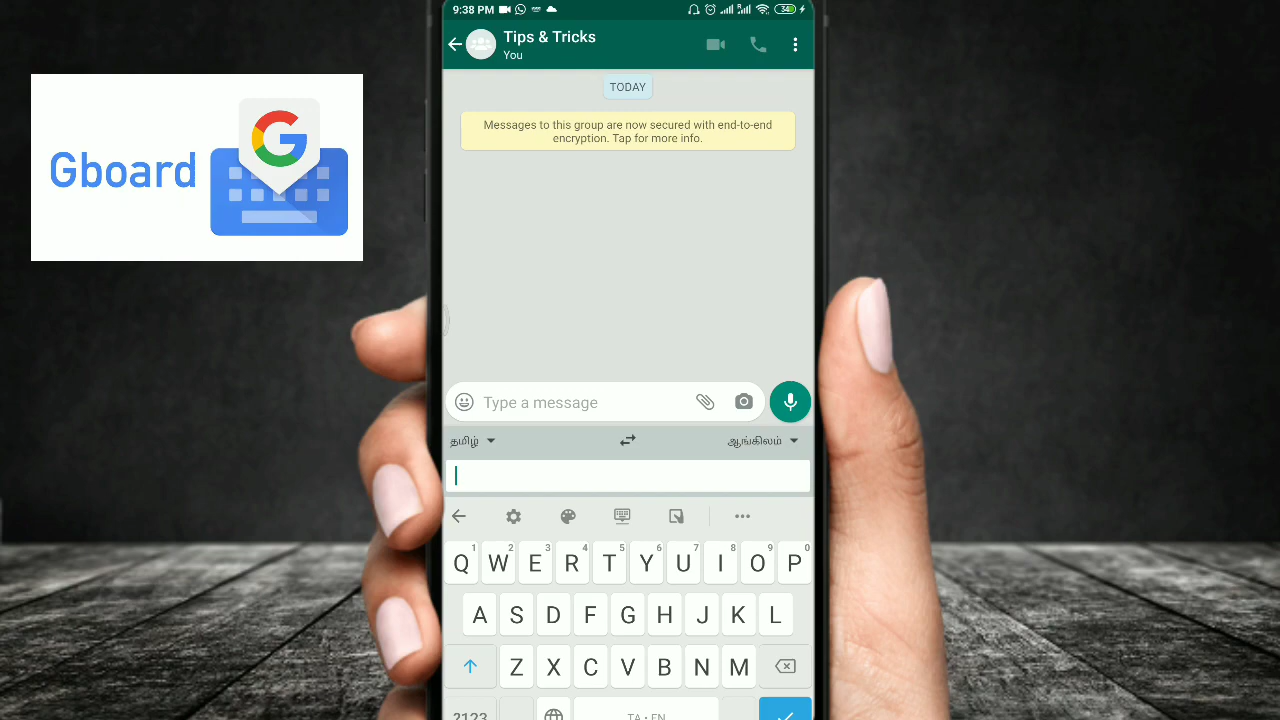 Gboard
G
9:38 PM
34
Tips & Tricks
You
TODAY
Messages to this group are now secured with end-to-end
encryption. Tap for more info.
Type a message
தமிழ்
ஆங்கிலம்
1 2 3 4 5 6 7 8 9 0
Q W E R T Y U I O P
A S D F G H J K L
Z X C V B N M
?123
TA • EN